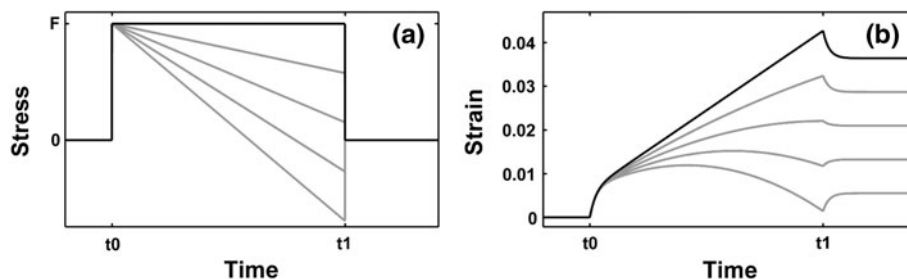 F
(a)
Stress
0
t0
t1
Time
(b)
0.04
0.03
0.02
0.01
0
Strain
t0
t1
Time